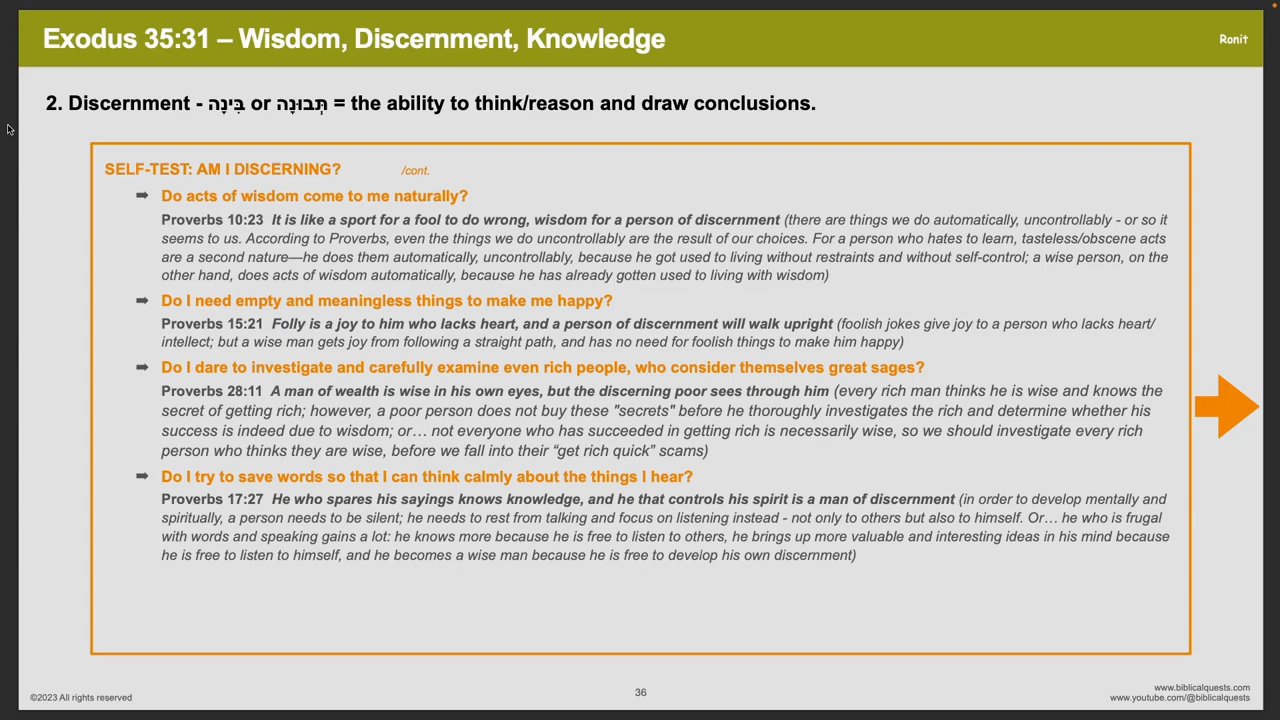 Exodus 35:31 – Wisdom, Discernment, Knowledge
Ronit
2. Discernment - בִּינָה or תְּבוּנָה = the ability to think/reason and draw conclusions.
SELF-TEST: AM I DISCERNING? /cont.
➡ Do acts of wisdom come to me naturally?
Proverbs 10:23 It is like a sport for a fool to do wrong, wisdom for a person of discernment (there are things we do automatically, uncontrollably - or so it
seems to us. According to Proverbs, even the things we do uncontrollably are the result of our choices. For a person who hates to learn, tasteless/obscene acts
are a second nature—he does them automatically, uncontrollably, because he got used to living without restraints and without self-control; a wise person, on the
other hand, does acts of wisdom automatically, because he has already gotten used to living with wisdom)
➡ Do I need empty and meaningless things to make me happy?
Proverbs 15:21 Folly is a joy to him who lacks heart, and a person of discernment will walk upright (foolish jokes give joy to a person who lacks heart/
intellect; but a wise man gets joy from following a straight path, and has no need for foolish things to make him happy)
➡ Do I dare to investigate and carefully examine even rich people, who consider themselves great sages?
Proverbs 28:11 A man of wealth is wise in his own eyes, but the discerning poor sees through him (every rich man thinks he is wise and knows the
secret of getting rich; however, a poor person does not buy these "secrets" before he thoroughly investigates the rich and determine whether his
success is indeed due to wisdom; or… not everyone who has succeeded in getting rich is necessarily wise, so we should investigate every rich
person who thinks they are wise, before we fall into their “get rich quick” scams)
➡ Do I try to save words so that I can think calmly about the things I hear?
Proverbs 17:27 He who spares his sayings knows knowledge, and he that controls his spirit is a man of discernment (in order to develop mentally and
spiritually, a person needs to be silent; he needs to rest from talking and focus on listening instead - not only to others but also to himself. Or… he who is frugal
with words and speaking gains a lot: he knows more because he is free to listen to others, he brings up more valuable and interesting ideas in his mind because
he is free to listen to himself, and he becomes a wise man because he is free to develop his own discernment)
©2023 All rights reserved
36
www.biblicalquests.com
www.youtube.com/@biblicalquests